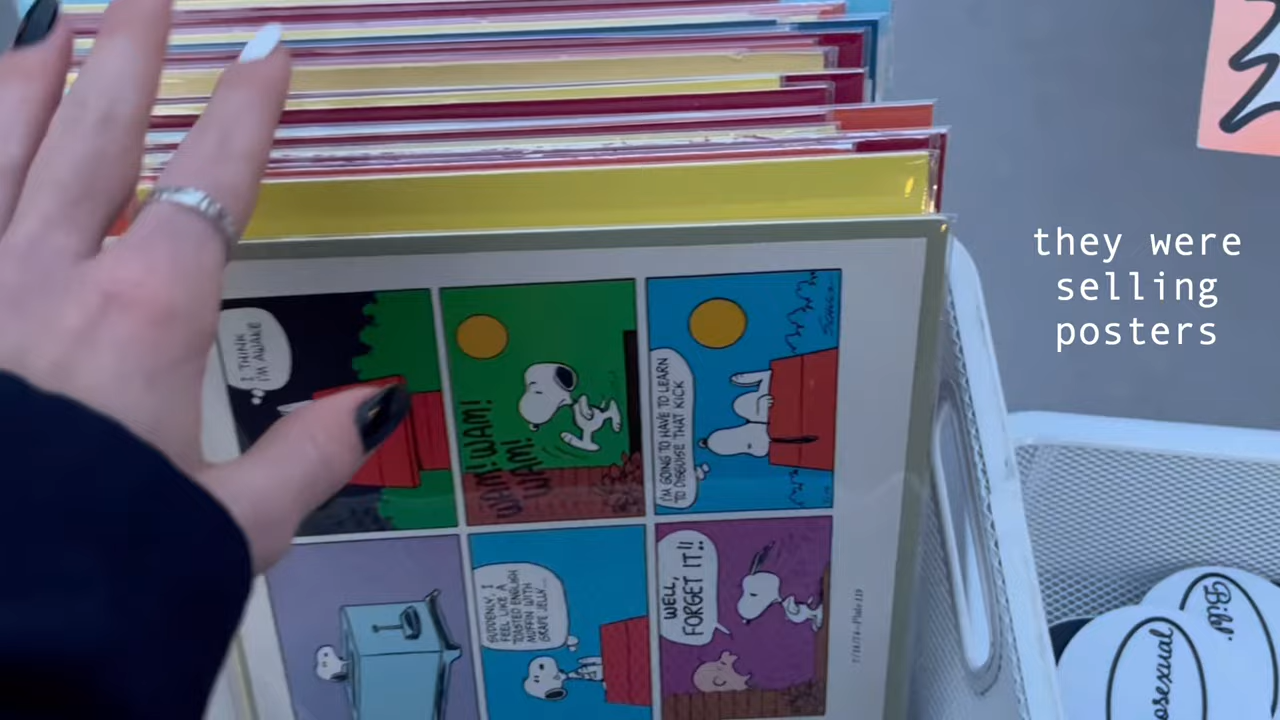 they were
selling
posters
I THINK
I'M AWAKE
WAM! WAM!
WAM!
I'M GOING TO HAVE TO LEARN
TO DISGUISE THAT KICK
SUDDENLY, I
FEEL LIKE A
TOASTED ENGLISH
MUFFIN WITH
GRAPE JELLY...
WELL,
FORGET IT!!